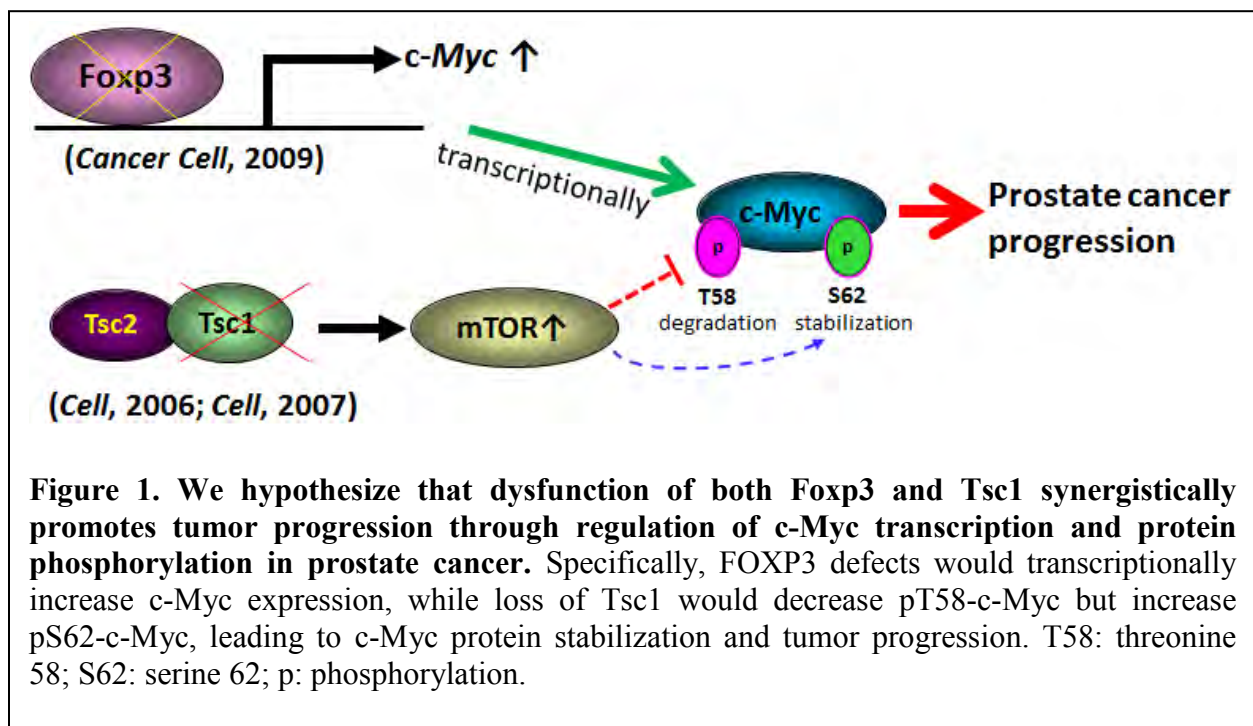 Foxp3
c-Myc ↑
(Cancer Cell, 2009)
transcriptionally
c-Myc
p
p
T58
S62
degradation
stabilization
Prostate cancer
progression
Tsc2
Tsc1
mTOR↑
(Cell, 2006; Cell, 2007)
Figure 1. We hypothesize that dysfunction of both Foxp3 and Tsc1 synergistically
promotes tumor progression through regulation of c-Myc transcription and protein
phosphorylation in prostate cancer. Specifically, FOXP3 defects would transcriptionally
increase c-Myc expression, while loss of Tsc1 would decrease pT58-c-Myc but increase
pS62-c-Myc, leading to c-Myc protein stabilization and tumor progression. T58: threonine
58; S62: serine 62; p: phosphorylation.